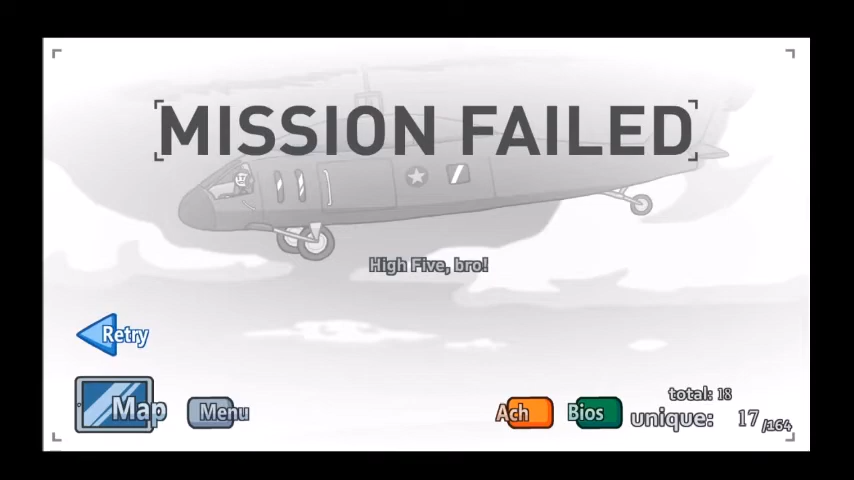 MISSION FAILED
High Five, bro!
Retry
Map
Menu
Ach
Bios
total: 18
unique: 17 /164